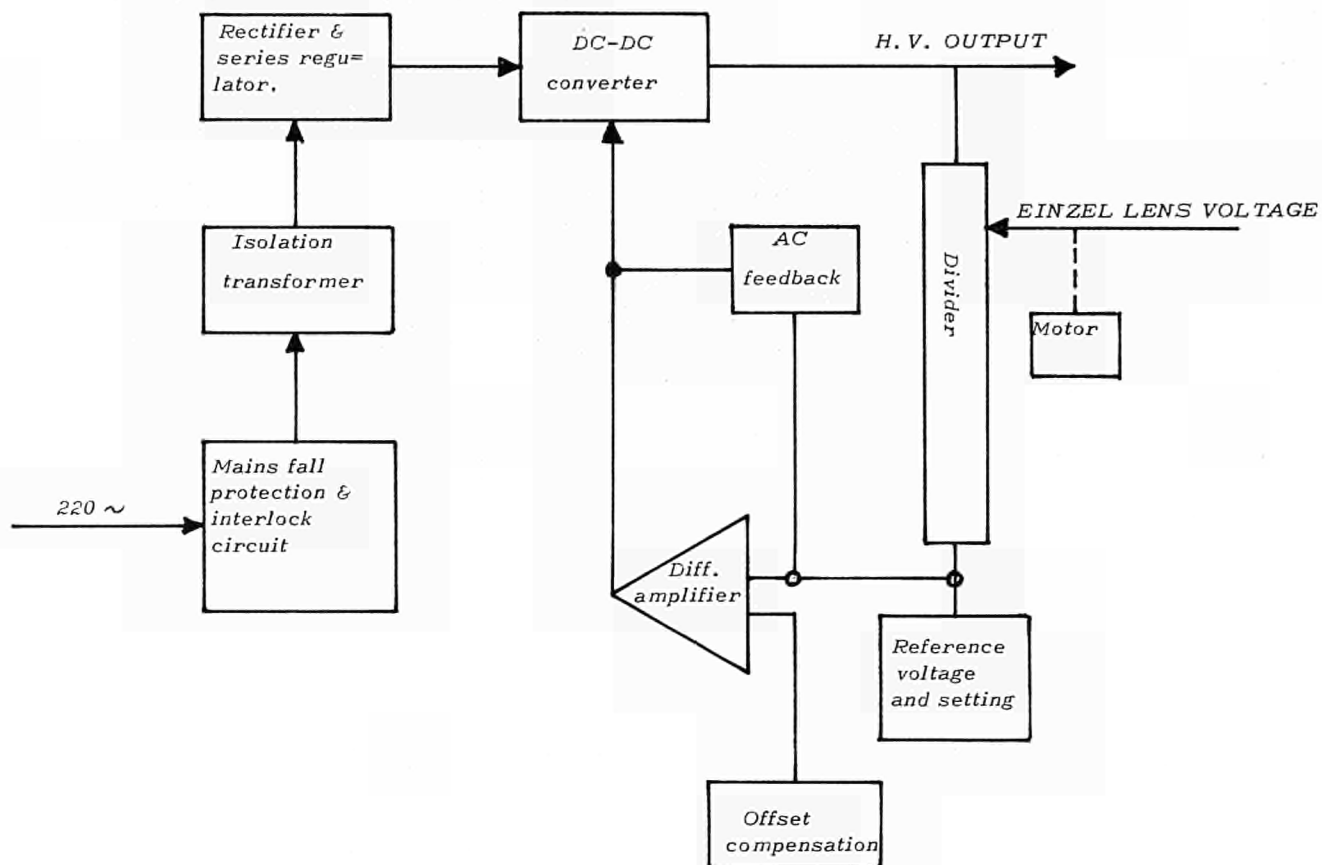 Rectifier &
series regu=
lator.
DC-DC
converter
H. V. OUTPUT
EINZEL LENS VOLTAGE
Isolation
transformer
AC
feedback
Divider
Motor
Mains fall
protection &
interlock
circuit
220 ~
Diff.
amplifier
Reference
voltage
and setting
Offset
compensation